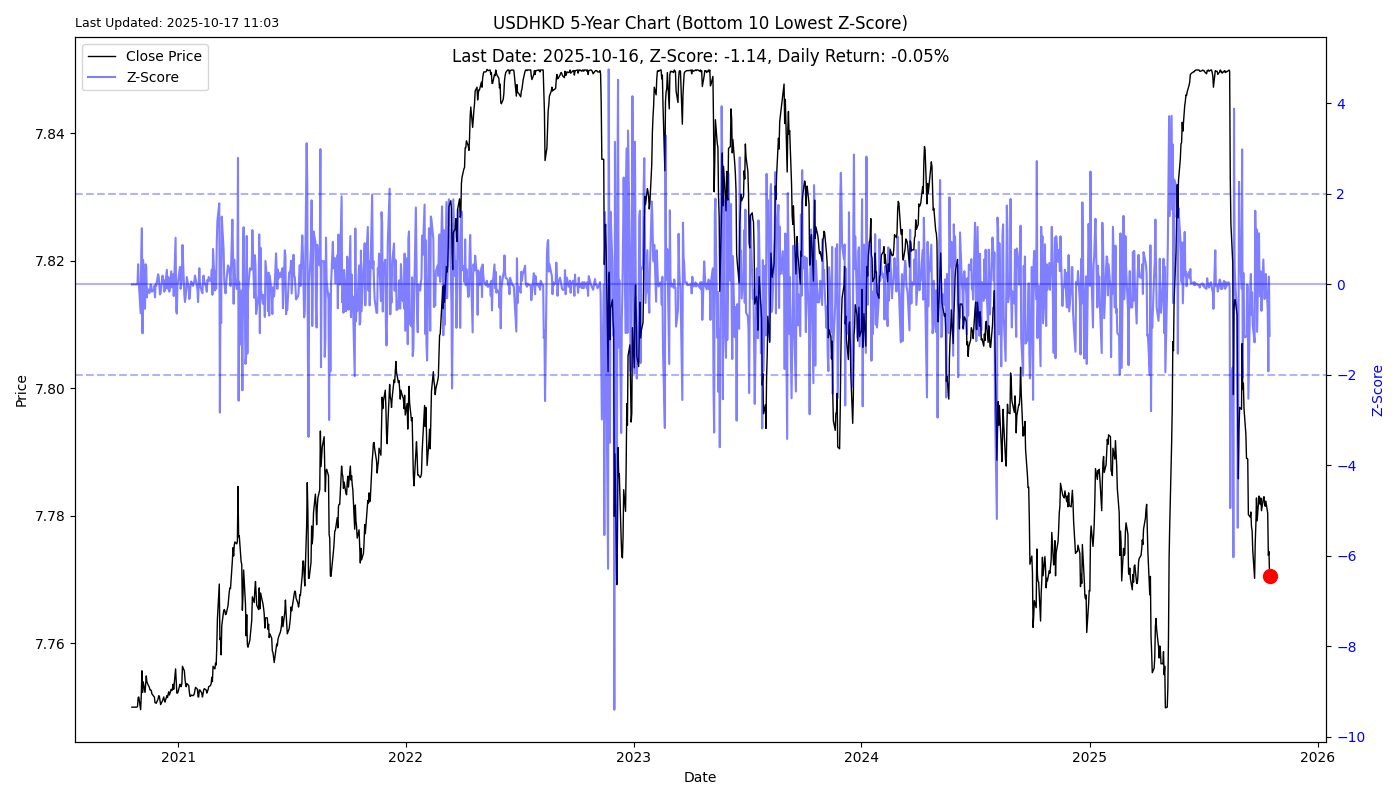 Last Updated: 2025-10-17 11:03
USDHKD 5-Year Chart (Bottom 10 Lowest Z-Score)
Last Date: 2025-10-16, Z-Score: -1.14, Daily Return: -0.05%
Close Price
Z-Score
7.84
7.82
7.80
7.78
7.76
Price
4
2
0
−2
−4
−6
−8
−10
Z-Score
2021
2022
2023
2024
2025
2026
Date